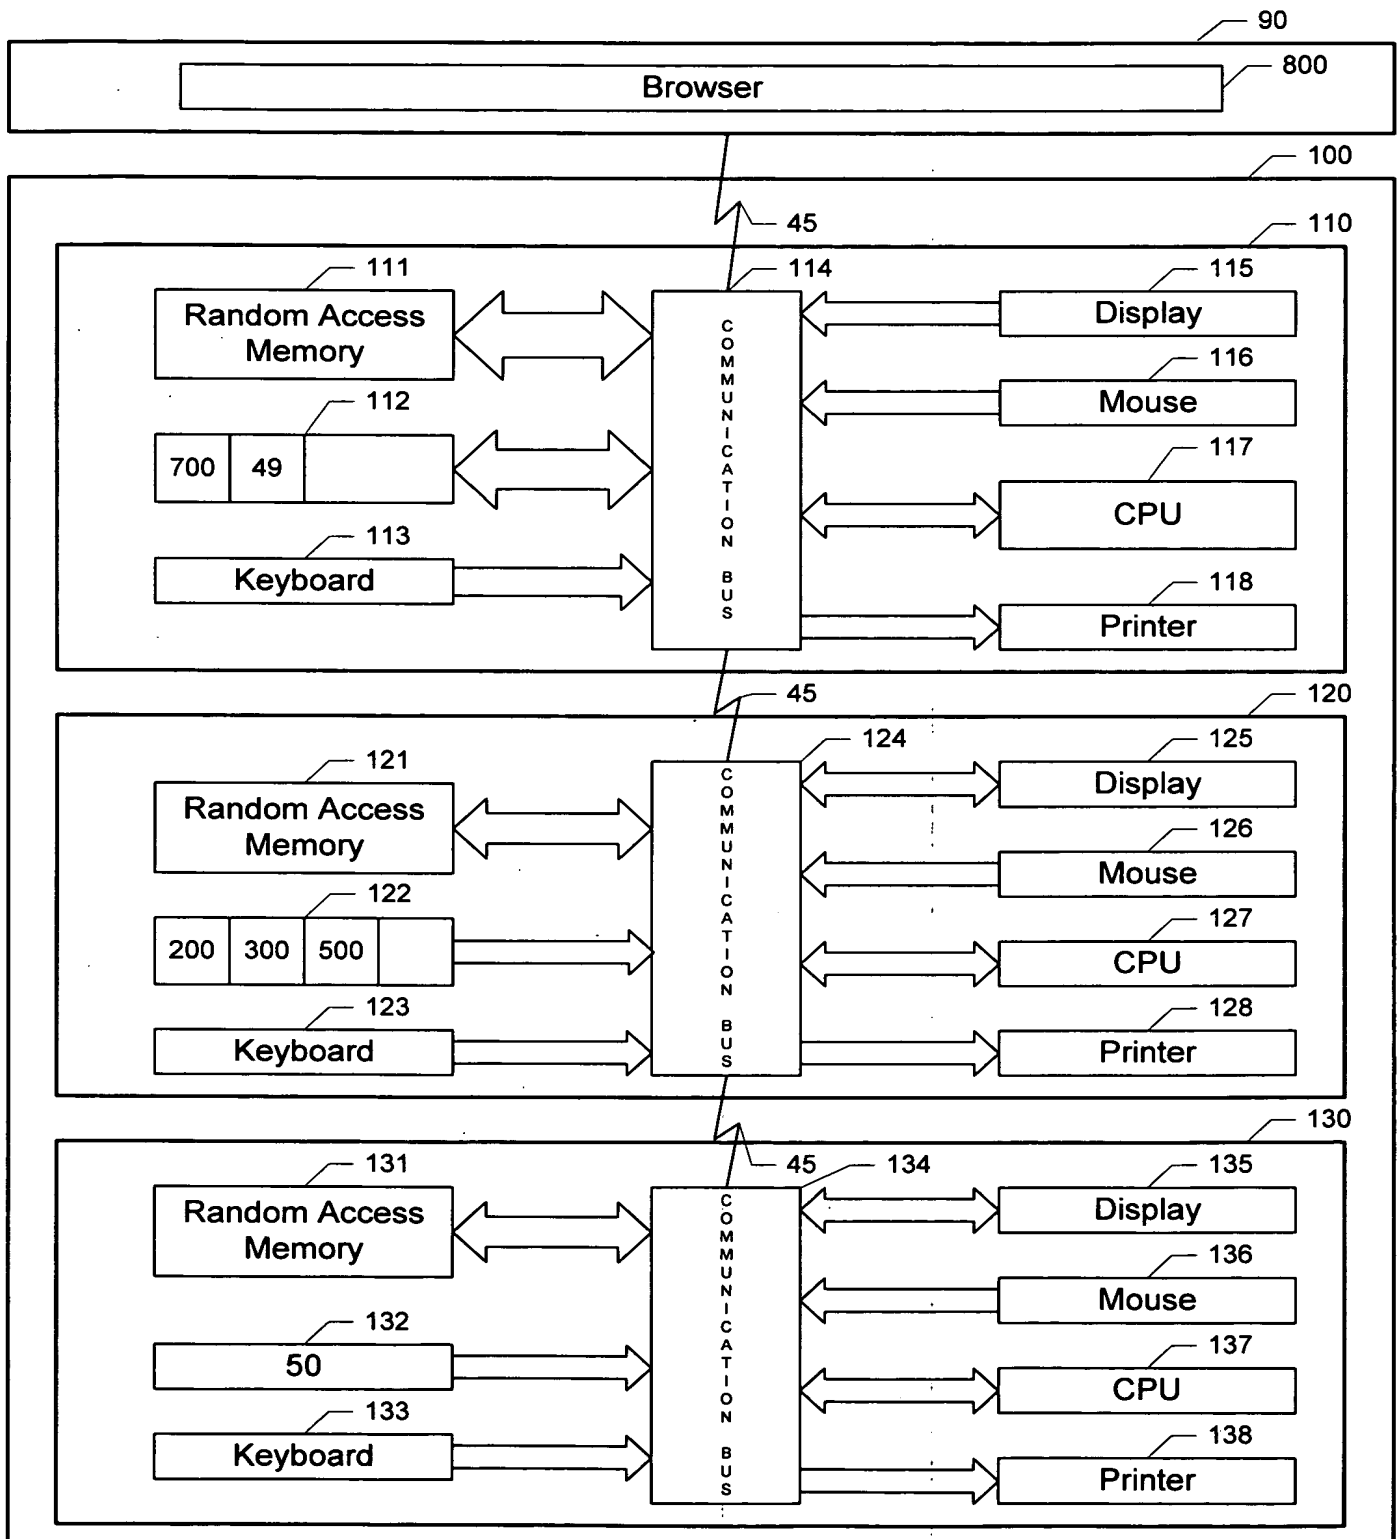 90
Browser
800
100
45
110
111
114
115
Random Access
Memory
Display
116
Mouse
112
700 49
117
CPU
113
Keyboard
118
Printer
COMMUNICATION BUS
45
120
121
124
125
Random Access
Memory
Display
126
Mouse
122
200 300 500
127
CPU
123
Keyboard
128
Printer
COMMUNICATION BUS
45
130
131
134
135
Random Access
Memory
Display
136
Mouse
132
50
137
CPU
133
Keyboard
138
Printer
COMMUNICATION BUS